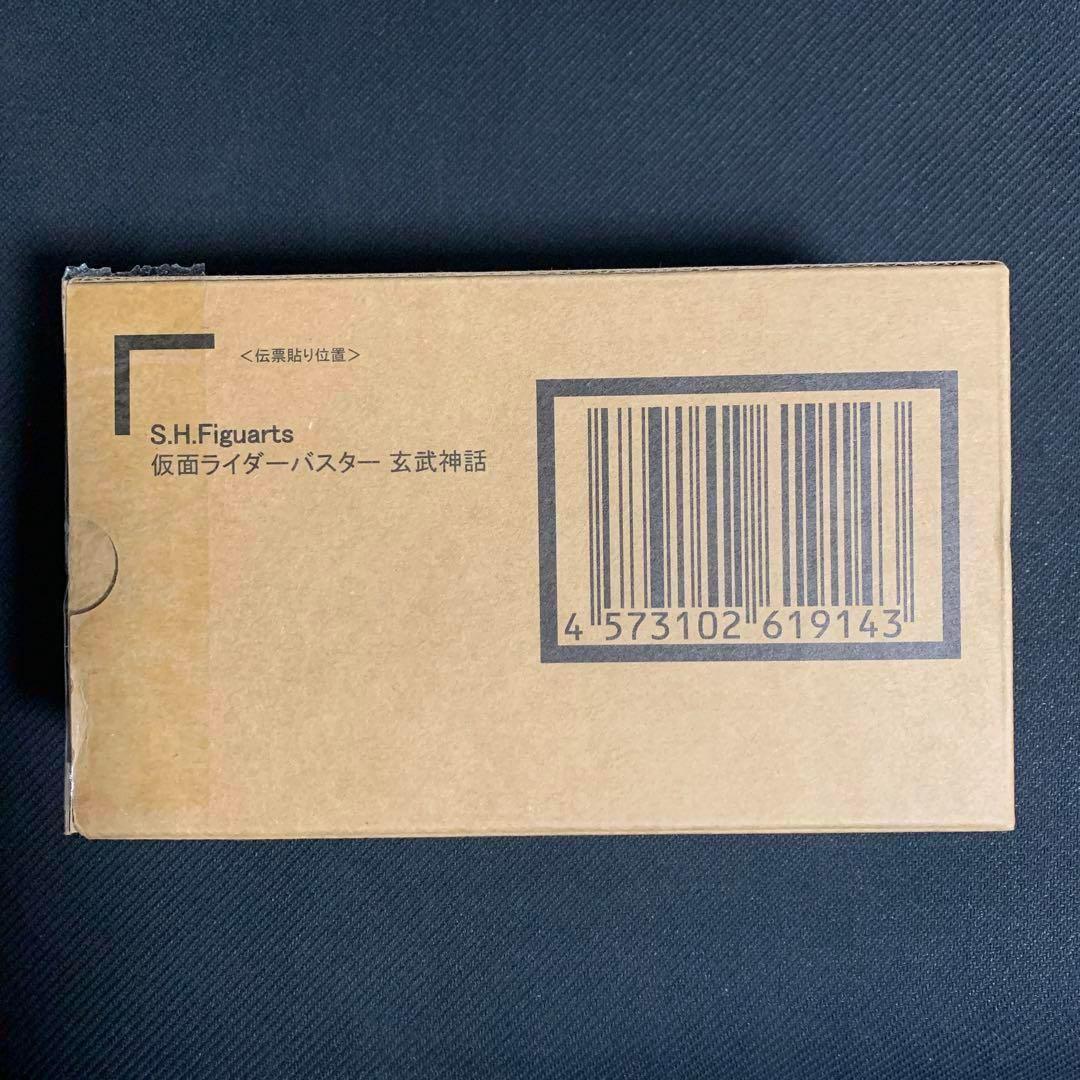 ＜伝票貼り位置＞
S.H.Figuarts
仮面ライダーバスター 玄武神話
4 573102 619143